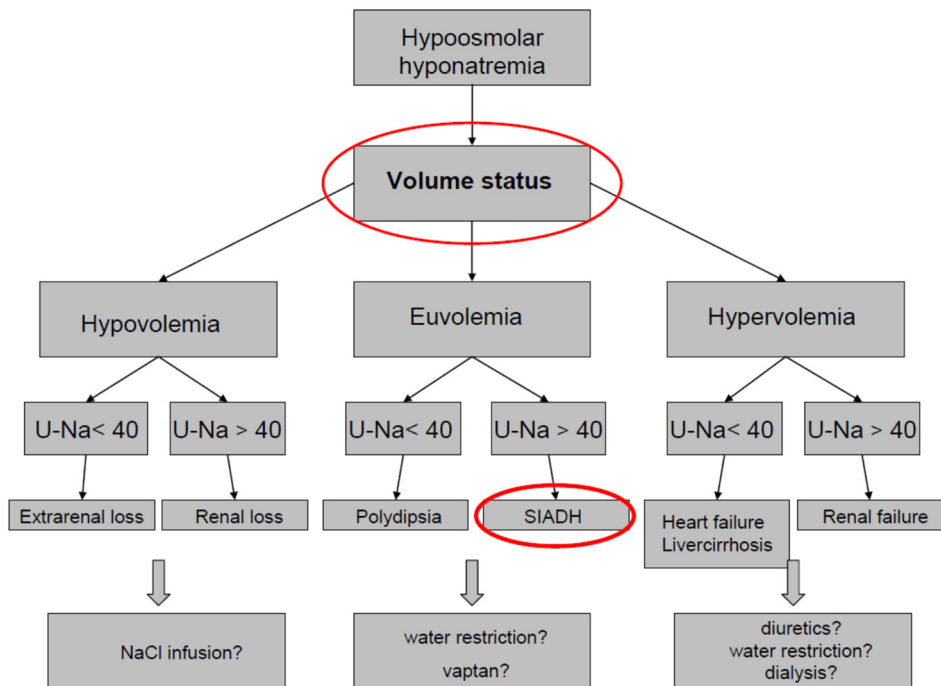 Hypoosmolar
hyponatremia
Volume status
Hypovolemia
Euvolemia
Hypervolemia
U-Na< 40
U-Na > 40
U-Na< 40
U-Na > 40
U-Na< 40
U-Na > 40
Extrarenal loss
Renal loss
Polydipsia
SIADH
Heart failure
Livercirrhosis
Renal failure
NaCl infusion?
water restriction?
vaptan?
diuretics?
water restriction?
dialysis?